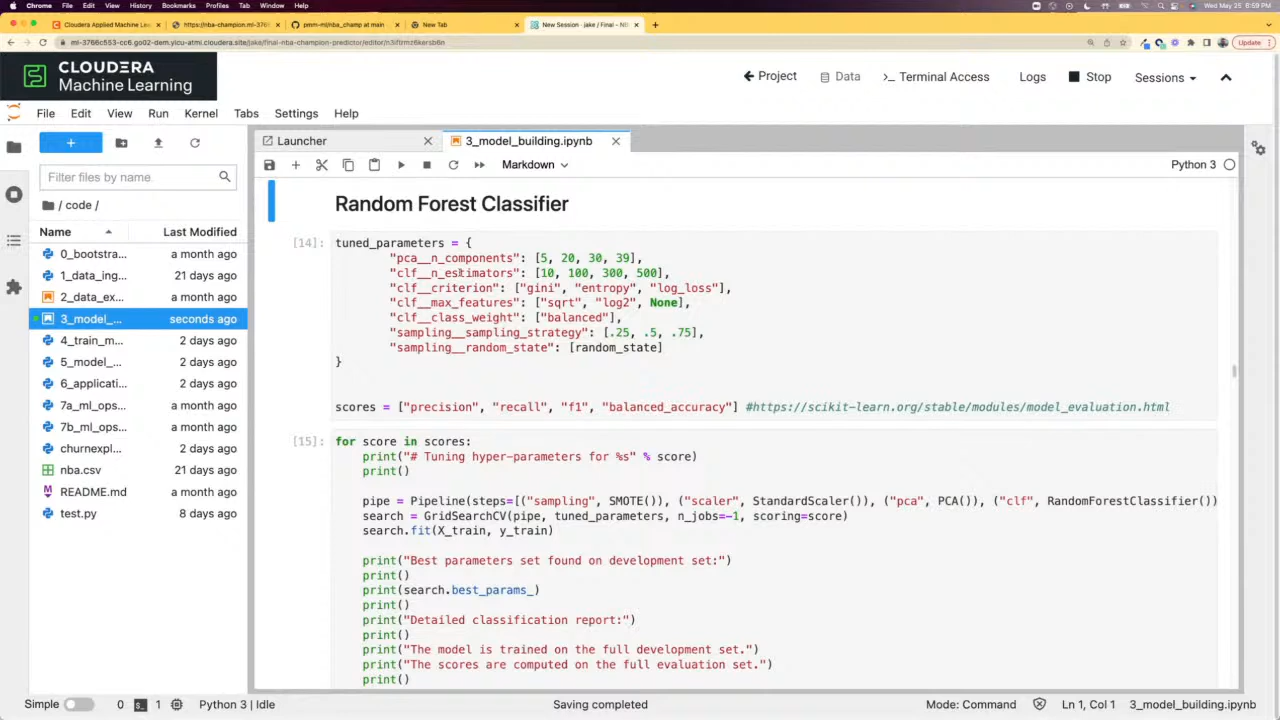 Chrome File Edit View History Bookmarks Profiles Tab Window Help
Wed May 25 6:59 PM
Cloudera Applied Machine Le
https://nba-champion.ml-3765
pmm-ml/nba_champ at main
New Tab
New Session - jake / Final - NB
Update
CLOUDERA
Machine Learning
Project
Data
Terminal Access
Logs
Stop
Sessions
File Edit View Run Kernel Tabs Settings Help
Launcher
3_model_building.ipynb
Markdown
Python 3
Filter files by name
/ code /
Name Last Modified
0_bootstra... a month ago
1_data_ing... 21 days ago
2_data_ex... a month ago
3_model_... seconds ago
4_train_m... 2 days ago
5_model_... 2 days ago
6_applicati... 2 days ago
7a_ml_ops... a month ago
7b_ml_ops... a month ago
churnexpl... 2 days ago
nba.csv 21 days ago
README.md a month ago
test.py 8 days ago
Random Forest Classifier
[14]: tuned_parameters = {
"pca__n_components": [5, 20, 30, 39],
"clf__n_estimators": [10, 100, 300, 500],
"clf__criterion": ["gini", "entropy", "log_loss"],
"clf__max_features": ["sqrt", "log2", None],
"clf__class_weight": ["balanced"],
"sampling__sampling_strategy": [.25, .5, .75],
"sampling__random_state": [random_state]
}
scores = ["precision", "recall", "f1", "balanced_accuracy"] #https://scikit-learn.org/stable/modules/model_evaluation.html
[15]: for score in scores:
print("# Tuning hyper-parameters for %s" % score)
print()
pipe = Pipeline(steps=[("sampling", SMOTE()), ("scaler", StandardScaler()), ("pca", PCA()), ("clf", RandomForestClassifier())
search = GridSearchCV(pipe, tuned_parameters, n_jobs=-1, scoring=score)
search.fit(X_train, y_train)
print("Best parameters set found on development set:")
print()
print(search.best_params_)
print()
print("Detailed classification report:")
print()
print("The model is trained on the full development set.")
print("The scores are computed on the full evaluation set.")
print()
Simple 0 1 Python 3 | Idle
Saving completed
Mode: Command
Ln 1, Col 1
3_model_building.ipynb